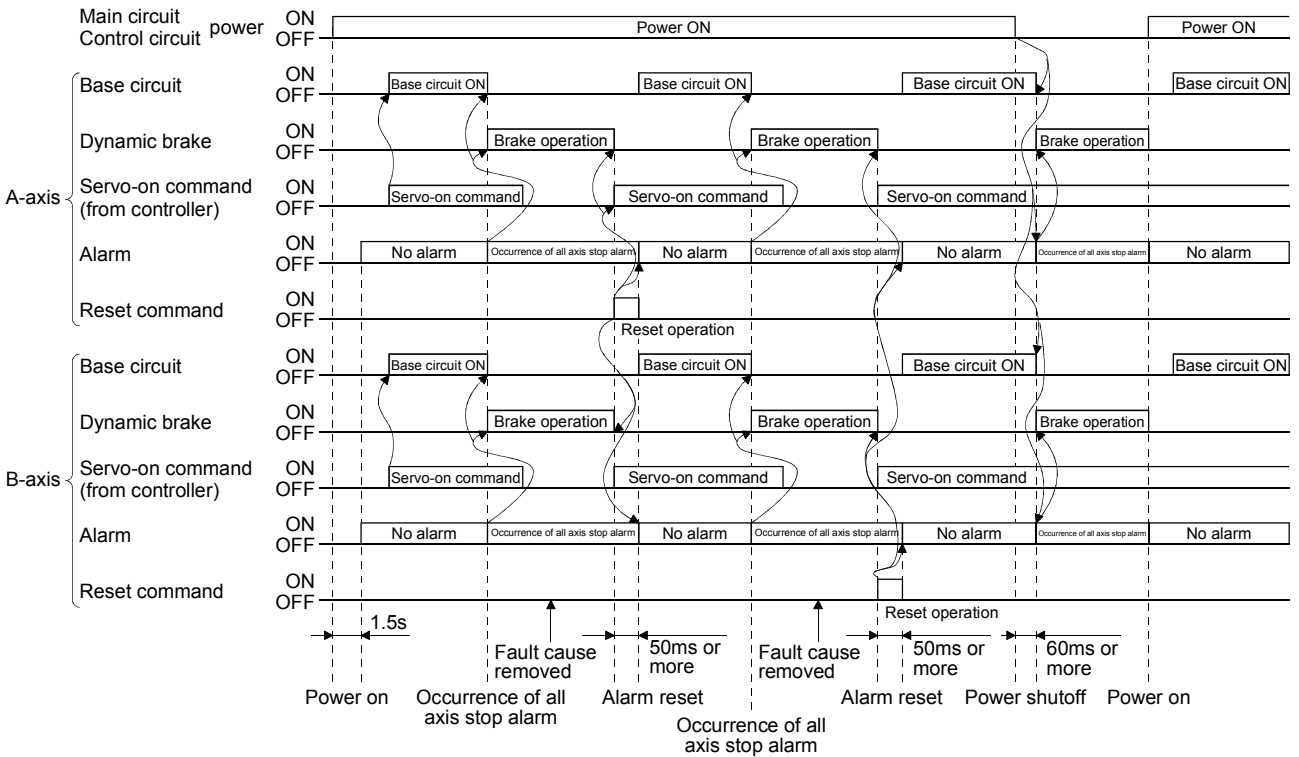 Main circuit
Control circuit power ON OFF Power ON Power ON
A-axis
Base circuit ON OFF Base circuit ON Base circuit ON Base circuit ON Base circuit ON
Dynamic brake ON OFF Brake operation Brake operation Brake operation
Servo-on command
(from controller) ON OFF Servo-on command Servo-on command Servo-on command
Alarm ON OFF No alarm Occurrence of all axis stop alarm No alarm Occurrence of all axis stop alarm No alarm Occurrence of all axis stop alarm No alarm
Reset command ON OFF
Reset operation
B-axis
Base circuit ON OFF Base circuit ON Base circuit ON Base circuit ON Base circuit ON
Dynamic brake ON OFF Brake operation Brake operation Brake operation
Servo-on command
(from controller) ON OFF Servo-on command Servo-on command Servo-on command
Alarm ON OFF No alarm Occurrence of all axis stop alarm No alarm Occurrence of all axis stop alarm No alarm Occurrence of all axis stop alarm No alarm
Reset command ON OFF
Reset operation
1.5s
Fault cause
removed
50ms or
more
Fault cause
removed
50ms or
more
60ms or
more
Power on
Occurrence of all
axis stop alarm
Alarm reset
Occurrence of all
axis stop alarm
Alarm reset
Power shutoff
Power on